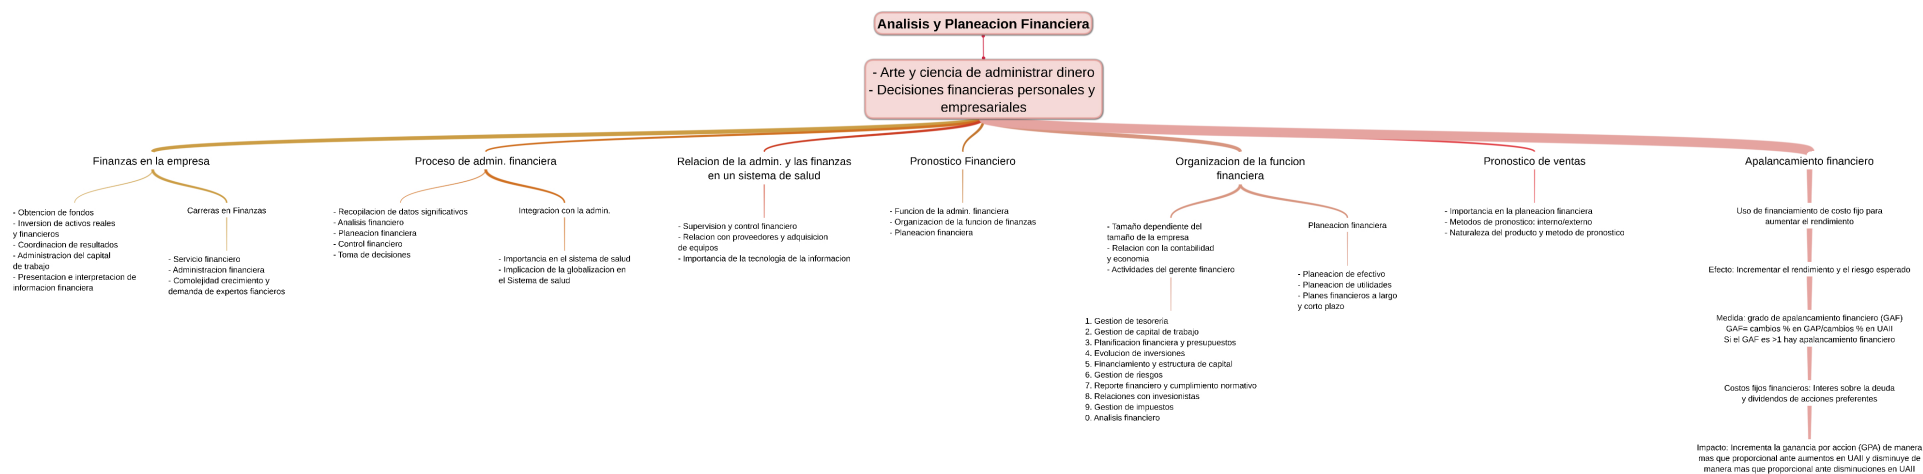 Analisis y Planeacion Financiera
- Arte y ciencia de administrar dinero
- Decisiones financieras personales y
empresariales
Finanzas en la empresa
- Obtencion de fondos
- Inversion de activos reales
y financieros
- Coordinacion de resultados
- Administracion del capital
de trabajo
- Presentacion e interpretacion de
informacion financiera
Carreras en Finanzas
- Servicio financiero
- Administracion financiera
- Comolejidad crecimiento y
demanda de expertos fiancieros
Proceso de admin. financiera
- Recopilacion de datos significativos
- Analisis financiero
- Planeacion financiera
- Control financiero
- Toma de decisiones
Integracion con la admin.
- Importancia en el sistema de salud
- Implicacion de la globalizacion en
el Sistema de salud
Relacion de la admin. y las finanzas
en un sistema de salud
- Supervision y control financiero
- Relacion con proveedores y adquisicion
de equipos
- Importancia de la tecnologia de la informacion
Pronostico Financiero
- Funcion de la admin. financiera
- Organizacion de la funcion de finanzas
- Planeacion financiera
Organizacion de la funcion
financiera
- Tamaño dependiente del
tamaño de la empresa
- Relacion con la contabilidad
y economia
- Actividades del gerente financiero
1. Gestion de tesoreria
2. Gestion de capital de trabajo
3. Planificacion financiera y presupuestos
4. Evolucion de inversiones
5. Financiamiento y estructura de capital
6. Gestion de riesgos
7. Reporte financiero y cumplimiento normativo
8. Relaciones con invesionistas
9. Gestion de impuestos
0. Analisis financiero
Planeacion financiera
- Planeacion de efectivo
- Planeacion de utilidades
- Planes financieros a largo
y corto plazo
Pronostico de ventas
- Importancia en la planeacion financiera
- Metodos de pronostico: interno/externo
- Naturaleza del producto y metodo de pronostico
Apalancamiento financiero
Uso de financiamiento de costo fijo para
aumentar el rendimiento
Efecto: Incrementar el rendimiento y el riesgo esperado
Medida: grado de apalancamiento financiero (GAF)
GAF= cambios % en GAP/cambios % en UAII
Si el GAF es >1 hay apalancamiento financiero
Costos fijos financieros: Interes sobre la deuda
y dividendos de acciones preferentes
Impacto: Incrementa la ganancia por accion (GPA) de manera
mas que proporcional ante aumentos en UAII y disminuye de
manera mas que proporcional ante disminuciones en UAII